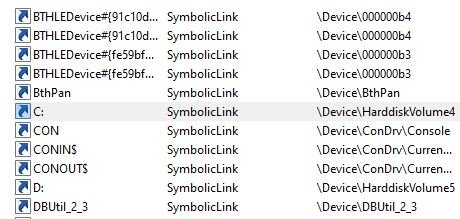 BTHLEDevice#{91c10d... SymbolicLink \Device\000000b4
BTHLEDevice#{91c10d... SymbolicLink \Device\000000b4
BTHLEDevice#{fe59bf... SymbolicLink \Device\000000b3
BTHLEDevice#{fe59bf... SymbolicLink \Device\000000b3
BthPan SymbolicLink \Device\BthPan
C: SymbolicLink \Device\HarddiskVolume4
CON SymbolicLink \Device\ConDrv\Console
CONIN$ SymbolicLink \Device\ConDrv\Curren...
CONOUT$ SymbolicLink \Device\ConDrv\Curren...
D: SymbolicLink \Device\HarddiskVolume5
DBUtil_2_3 SymbolicLink \Device\DBUtil_2_3